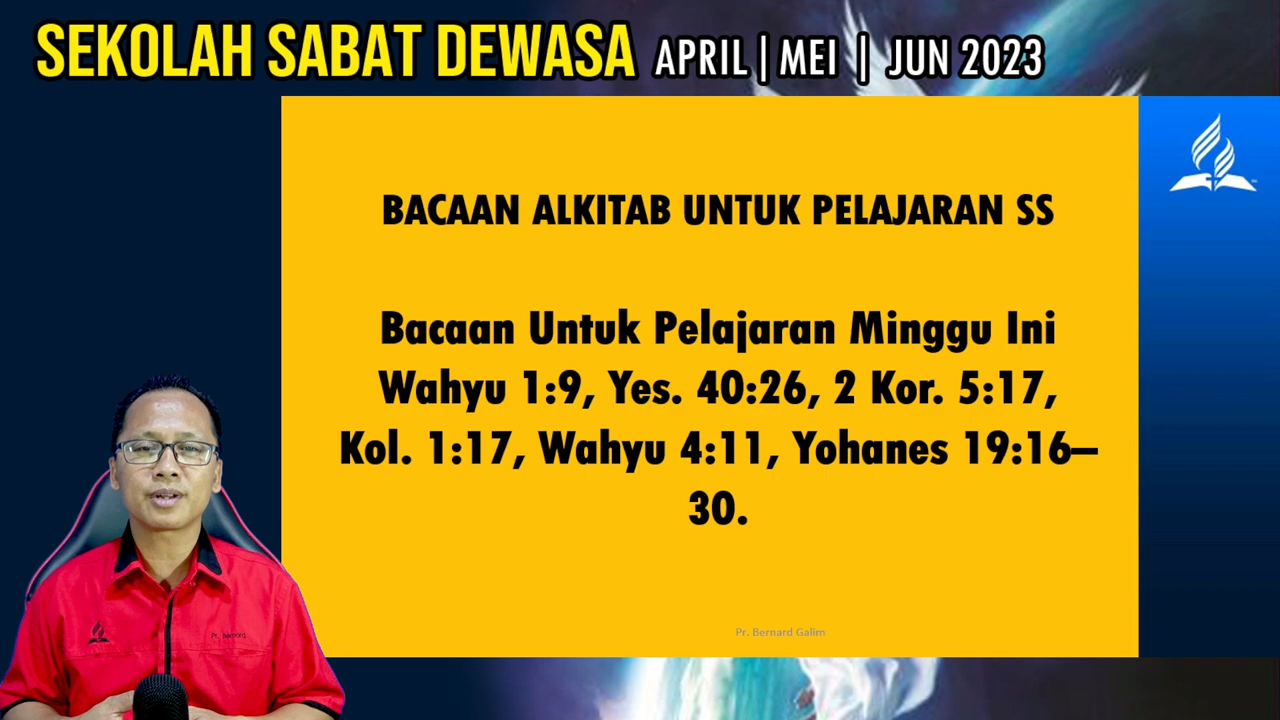 SEKOLAH SABAT DEWASA APRIL | MEI | JUN 2023
BACAAN ALKITAB UNTUK PELAJARAN SS
Bacaan Untuk Pelajaran Minggu Ini
Wahyu 1:9, Yes. 40:26, 2 Kor. 5:17,
Kol. 1:17, Wahyu 4:11, Yohanes 19:16–
30.
Pr. Bernard Galim
Pr. Bernard